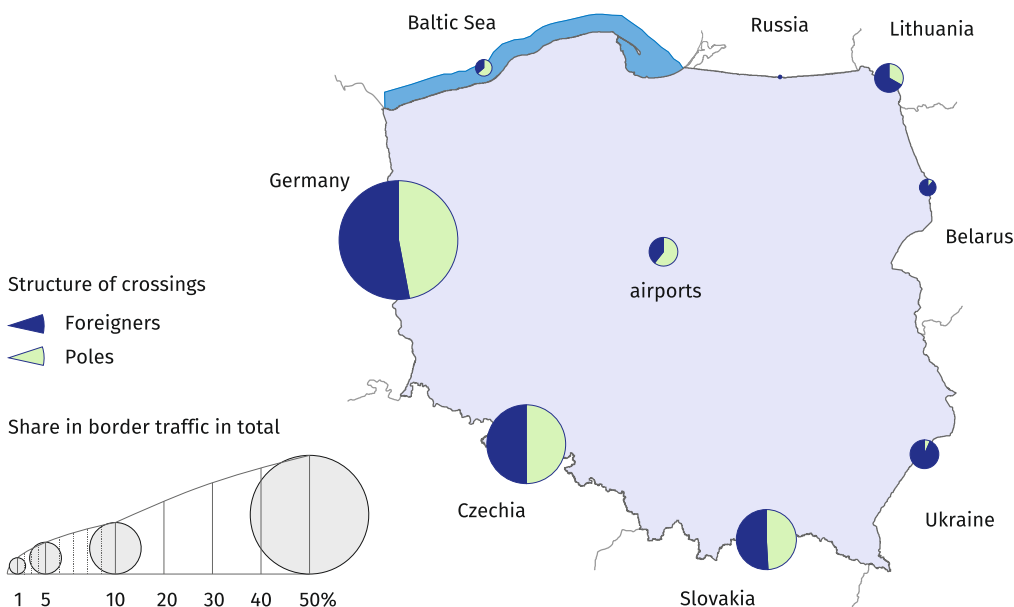 Baltic Sea
Russia
Lithuania
Germany
Belarus
airports
Structure of crossings
Foreigners
Poles
Share in border traffic in total
Czechia
Ukraine
Slovakia
1 5 10 20 30 40 50%